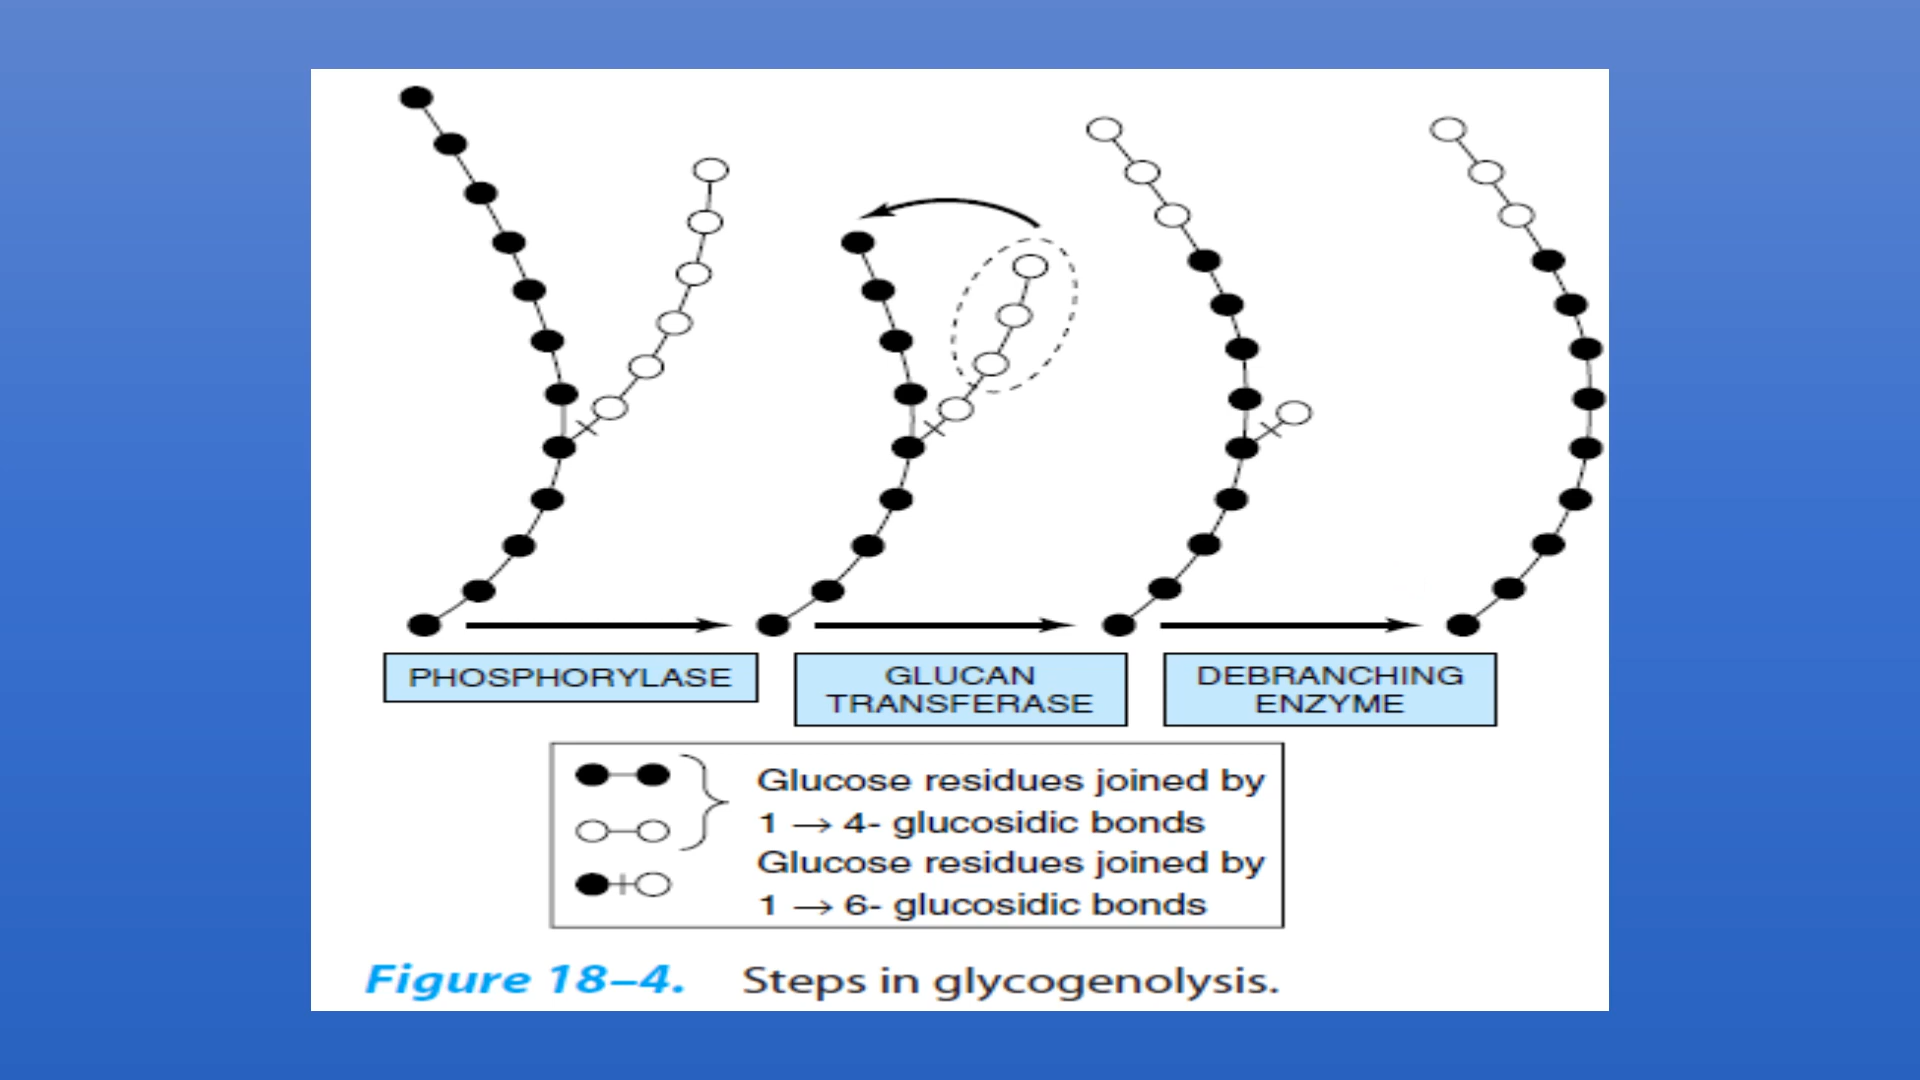 PHOSPHORYLASE
GLUCAN
TRANSFERASE
DEBRANCHING
ENZYME
Glucose residues joined by
1 → 4- glucosidic bonds
Glucose residues joined by
1 → 6- glucosidic bonds
Figure 18–4. Steps in glycogenolysis.